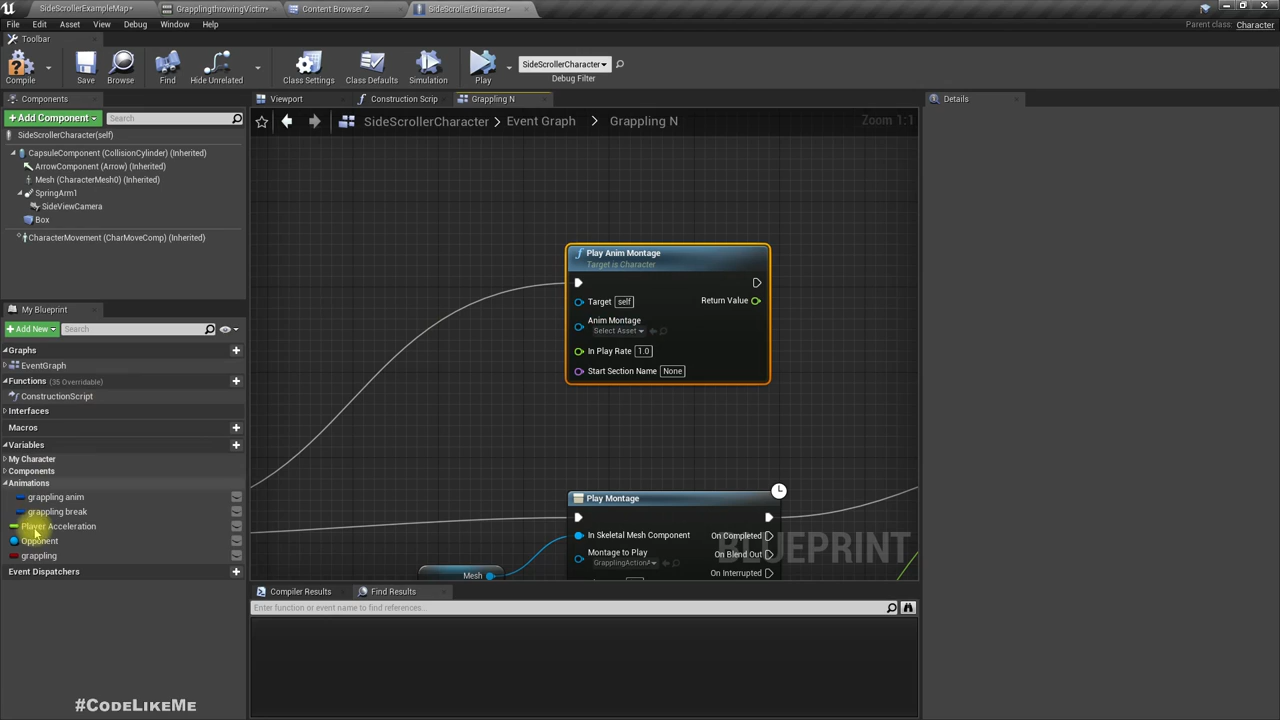 SideScrollerExampleMap*
GrapplingthrowingVictim*
Content Browser 2
SideScrollerCharacter*
File Edit Asset View Debug Window Help
Parent class: Character
Toolbar
Compile
Save
Browse
Find
Hide Unrelated
Class Settings
Class Defaults
Simulation
Play
SideScrollerCharacter
Debug Filter
Components
Add Component
Search
SideScrollerCharacter(self)
CapsuleComponent (CollisionCylinder) (Inherited)
ArrowComponent (Arrow) (Inherited)
Mesh (CharacterMesh0) (Inherited)
SpringArm1
SideViewCamera
Box
CharacterMovement (CharMoveComp) (Inherited)
My Blueprint
Add New
Search
Graphs
EventGraph
Functions (35 Overridable)
ConstructionScript
Interfaces
Macros
Variables
My Character
Components
Animations
grappling anim
grappling break
Player Acceleration
Opponent
grappling
Event Dispatchers
#CodeLikeMe
Viewport
Construction Scrip
Grappling N
SideScrollerCharacter > Event Graph > Grappling N
Zoom 1:1
Play Anim Montage
Target is Character
Target self
Return Value
Anim Montage
Select Asset
In Play Rate 1.0
Start Section Name None
Play Montage
In Skeletal Mesh Component
On Completed
Montage to Play
On Blend Out
GrapplingActionA
On Interrupted
Mesh
BLUEPRINT
Compiler Results
Find Results
Enter function or event name to find references...
Details